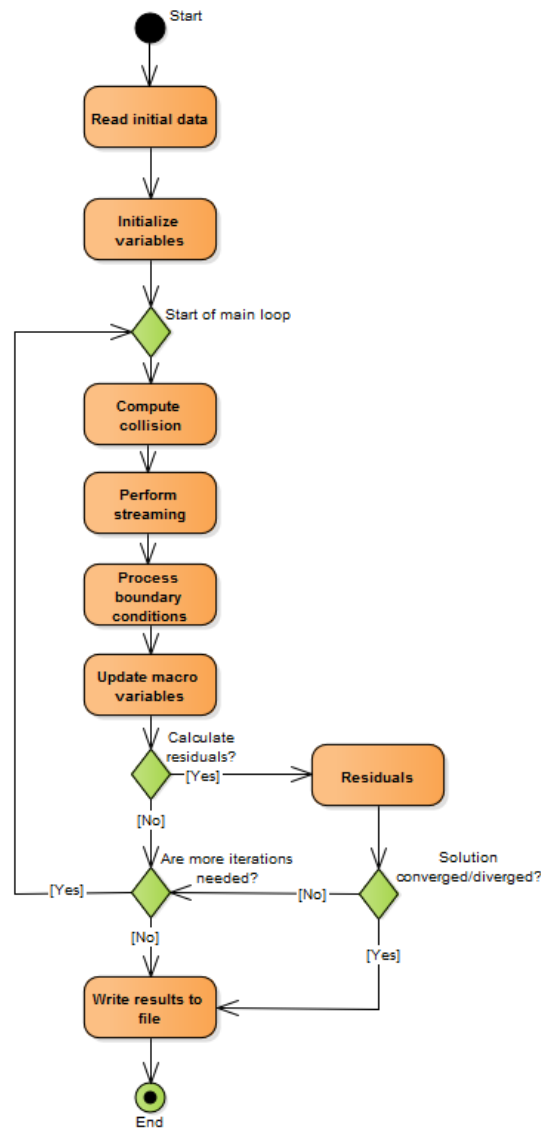 Start
Read initial data
Initialize
variables
Start of main loop
Compute
collision
Perform
streaming
Process
boundary
conditions
Update macro
variables
Calculate
residuals?
[Yes]
Residuals
[No]
Are more iterations
needed?
Solution
converged/diverged?
[Yes]
[No]
[No]
[Yes]
Write results to
file
End